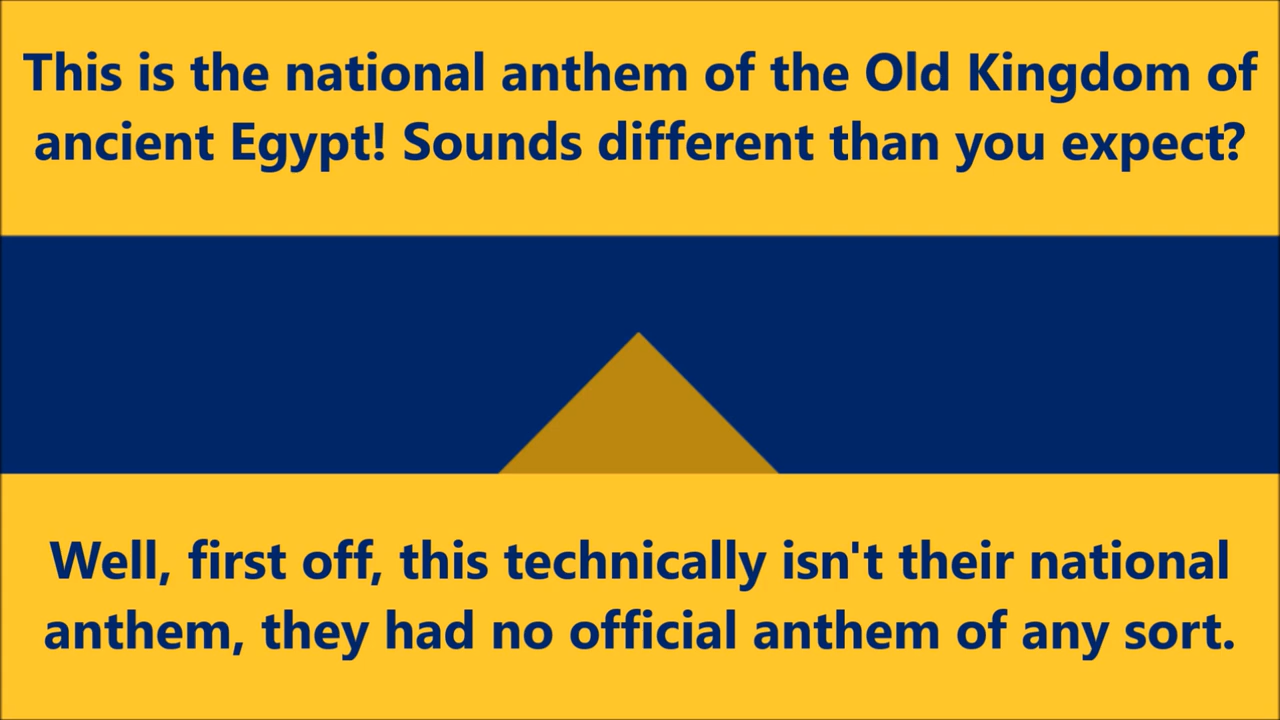 This is the national anthem of the Old Kingdom of
ancient Egypt! Sounds different than you expect?
Well, first off, this technically isn't their national
anthem, they had no official anthem of any sort.